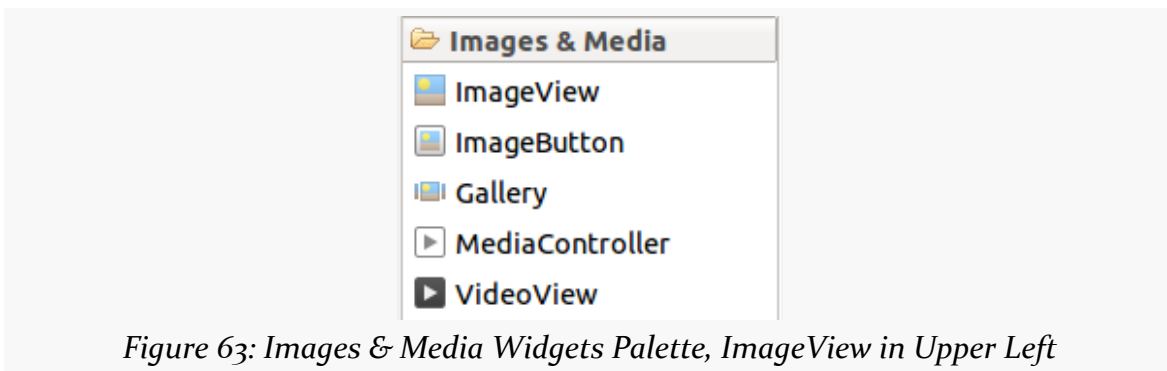 Images & Media
ImageView
ImageButton
Gallery
MediaController
VideoView
Figure 63: Images & Media Widgets Palette, ImageView in Upper Left